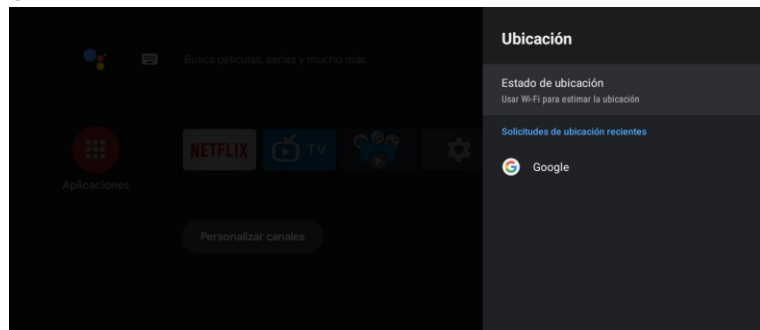 Ubicación
Busca películas, series y mucho más
Estado de ubicación
Usar Wi-Fi para estimar la ubicación
Solicitudes de ubicación recientes
NETFLIX
TV
Google
Aplicaciones
Personalizar canales